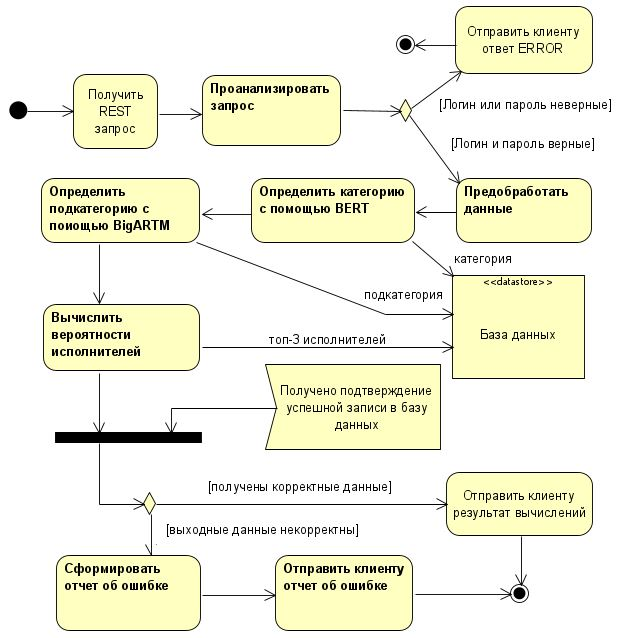 Отправить клиенту
ответ ERROR
Получить
REST
запрос
Проанализировать
запрос
[Логин или пароль неверные]
[Логин и пароль верные]
Определить
подкатегорию с
поиощью BigARTM
Определить категорию
с помощью BERT
Предобработать
данные
категория
<<datastore>>
База данных
подкатегория
Вычислить
вероятности
исполнителей
топ-3 исполнителей
Получено подтверждение
успешной записи в базу
данных
[получены корректные данные]
Отправить клиенту
результат вычислений
[выходные данные некорректны]
Сформировать
отчет об ошибке
Отправить клиенту
отчет об ошибке